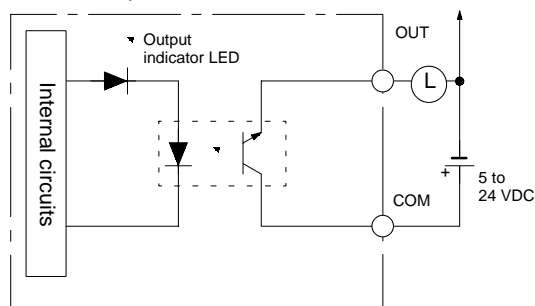 Output
indicator LED
OUT
L
Internal circuits
+
5 to
24 VDC
COM